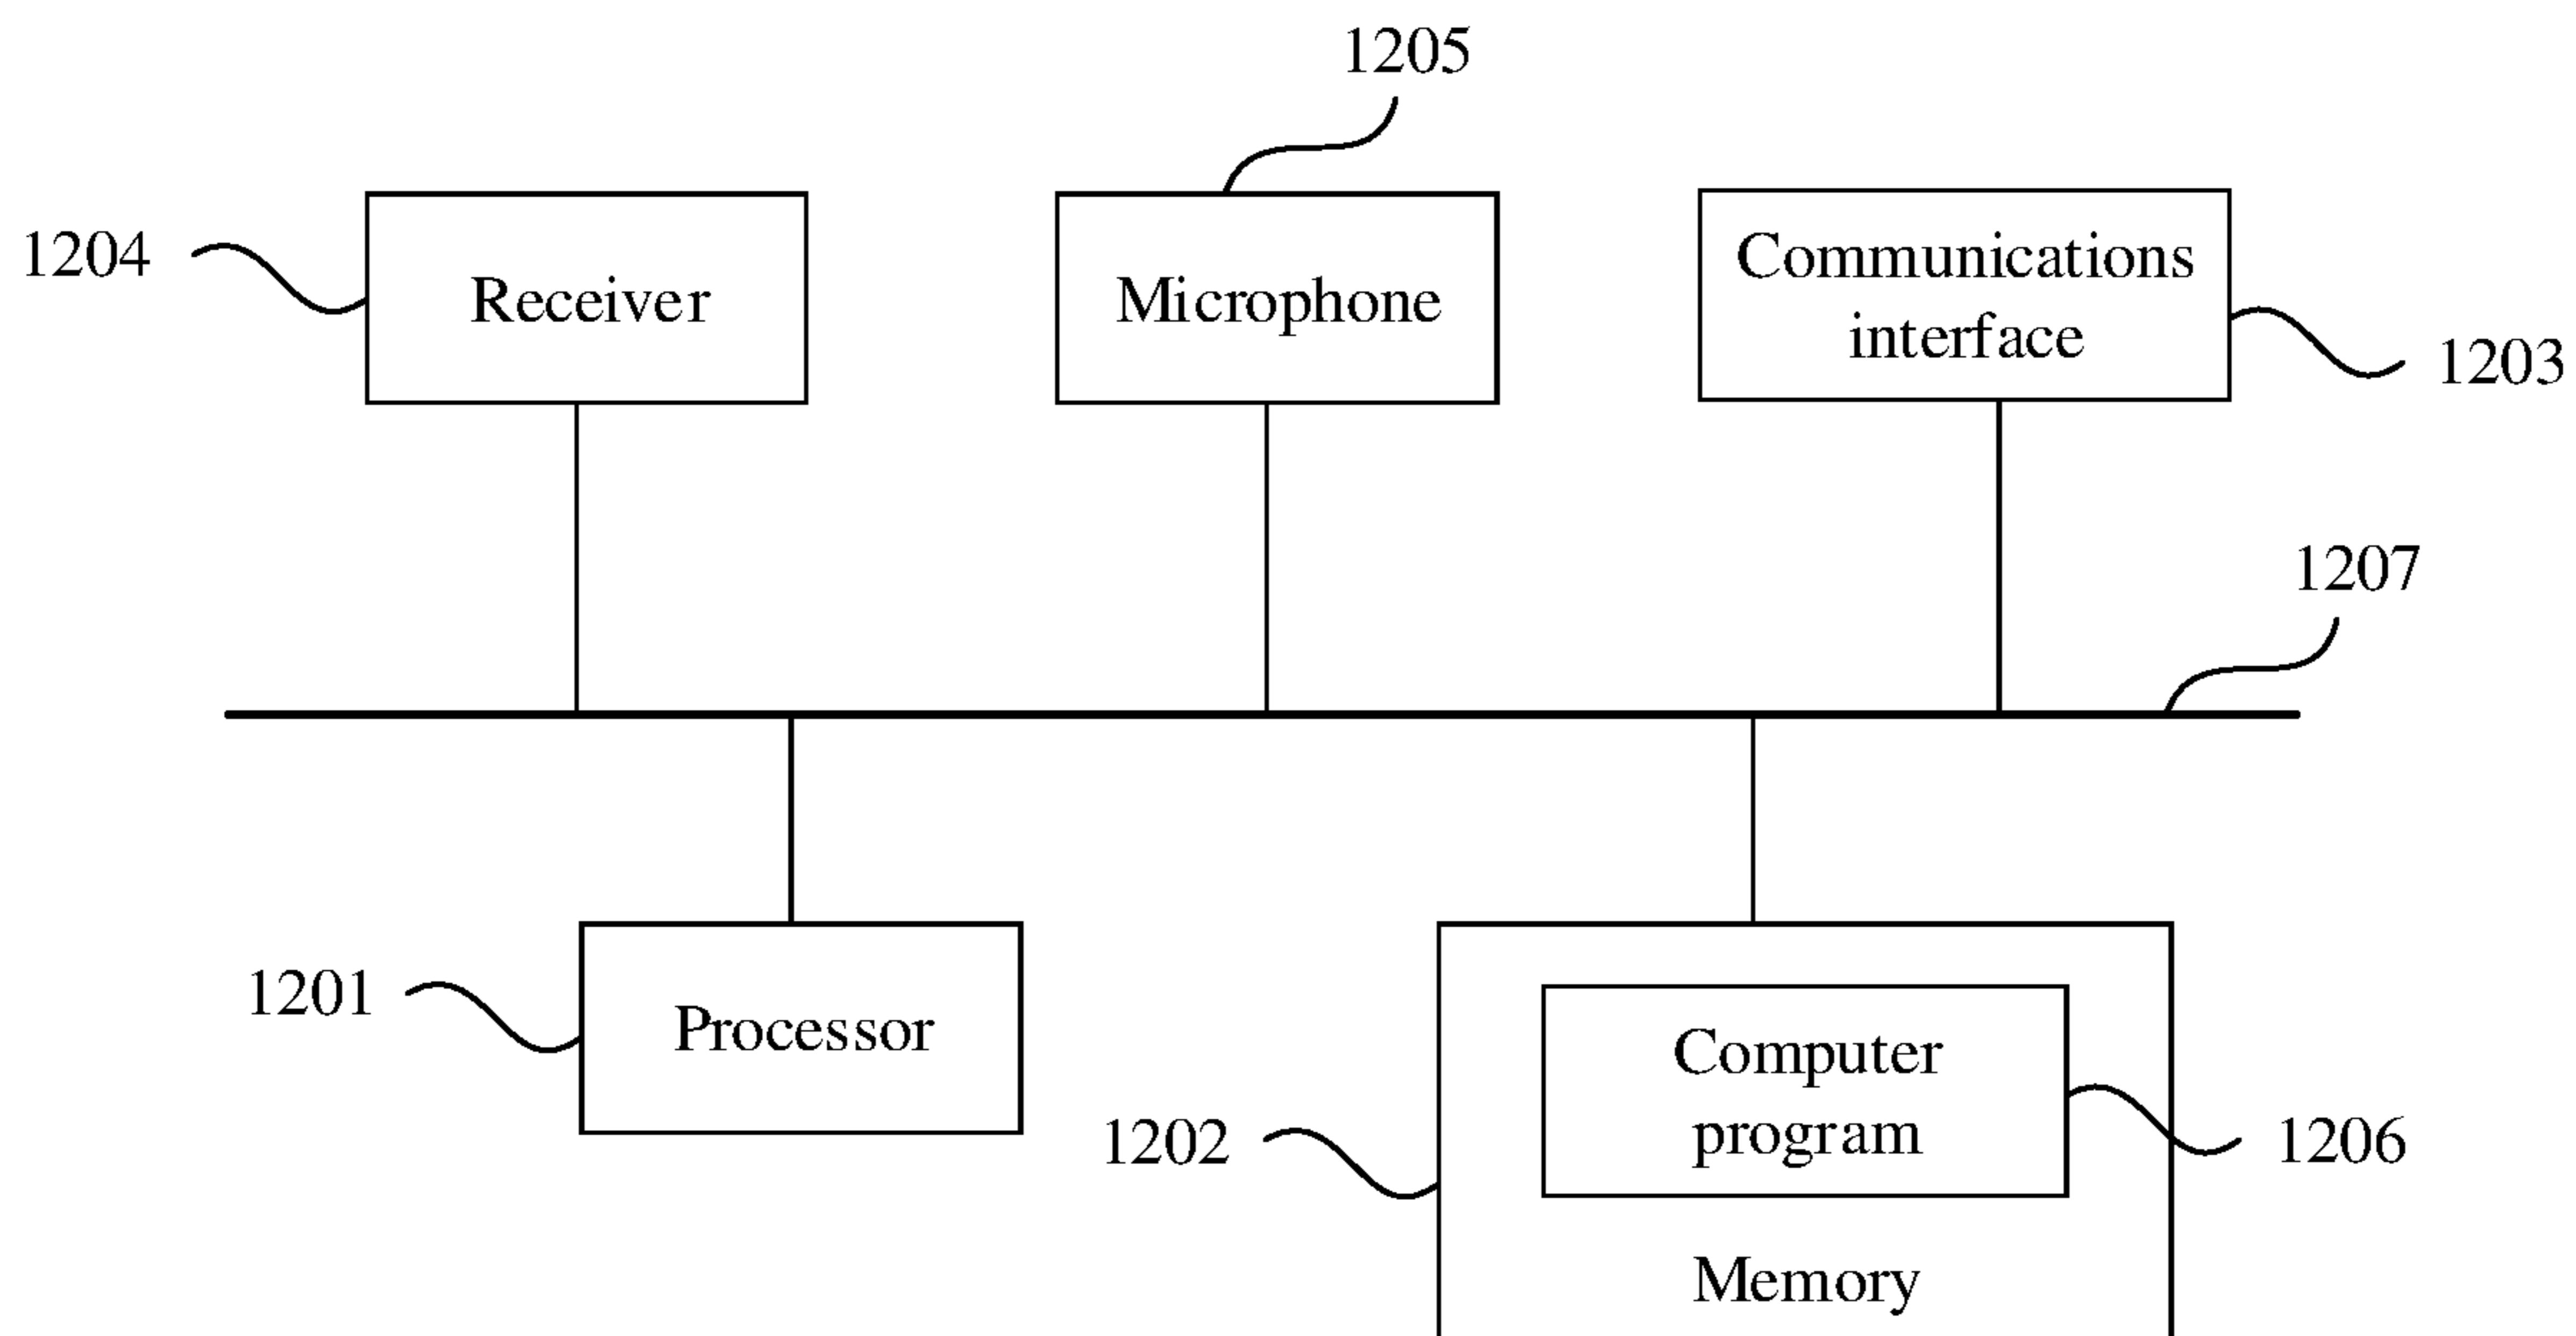 1205
1204
Receiver
Microphone
Communications
interface
1203
1207
1201
Processor
Computer
program
1202
1206
Memory